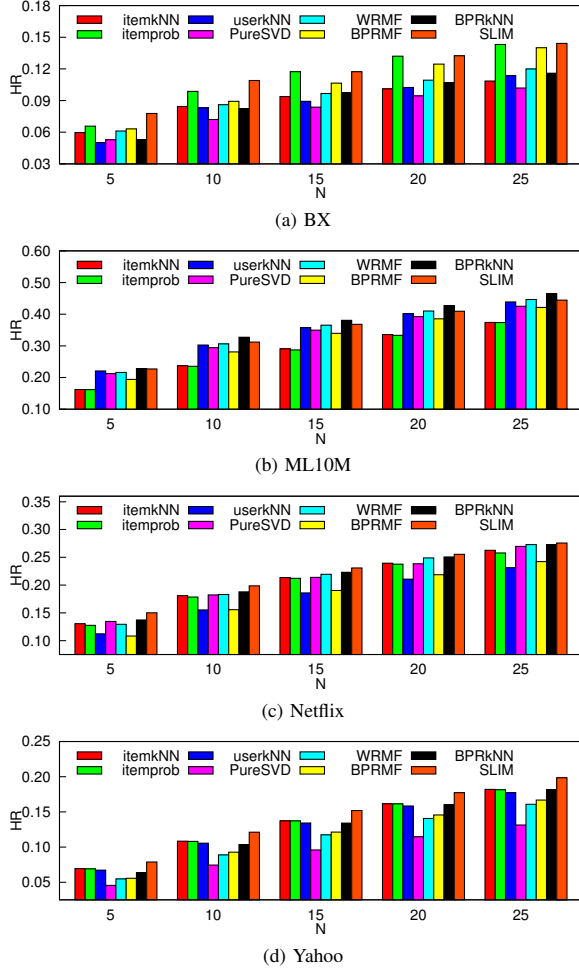 0.18
0.15
0.12
0.09
0.06
0.03
HR
itemkNN userkNN WRMF BPRkNN
itemprob PureSVD BPRMF SLIM
5 10 15 20 25
N
(a) BX
0.60
0.50
0.40
0.30
0.20
0.10
HR
itemkNN userkNN WRMF BPRkNN
itemprob PureSVD BPRMF SLIM
5 10 15 20 25
N
(b) ML10M
0.35
0.30
0.25
0.20
0.15
0.10
HR
itemkNN userkNN WRMF BPRkNN
itemprob PureSVD BPRMF SLIM
5 10 15 20 25
N
(c) Netflix
0.25
0.20
0.15
0.10
0.05
HR
itemkNN userkNN WRMF BPRkNN
itemprob PureSVD BPRMF SLIM
5 10 15 20 25
N
(d) Yahoo